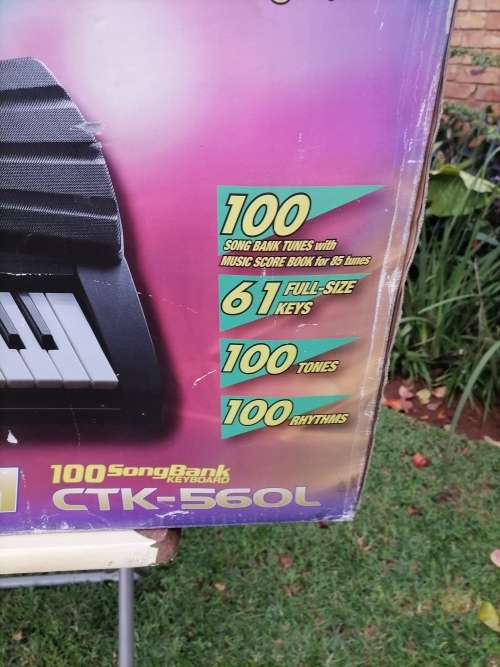 100
SONG BANK TUNES with
MUSIC SCORE BOOK for 85 tunes
61 FULL-SIZE
KEYS
100 TONES
100 RHYTHMS
100 SongBank
KEYBOARD
CTK-560L